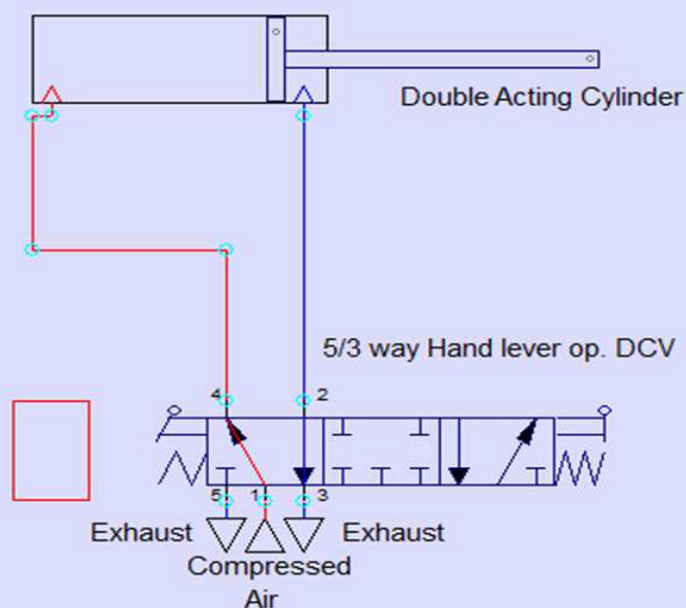 Double Acting Cylinder
5/3 way Hand lever op. DCV
4 2
5 1 3
Exhaust Exhaust
Compressed
Air